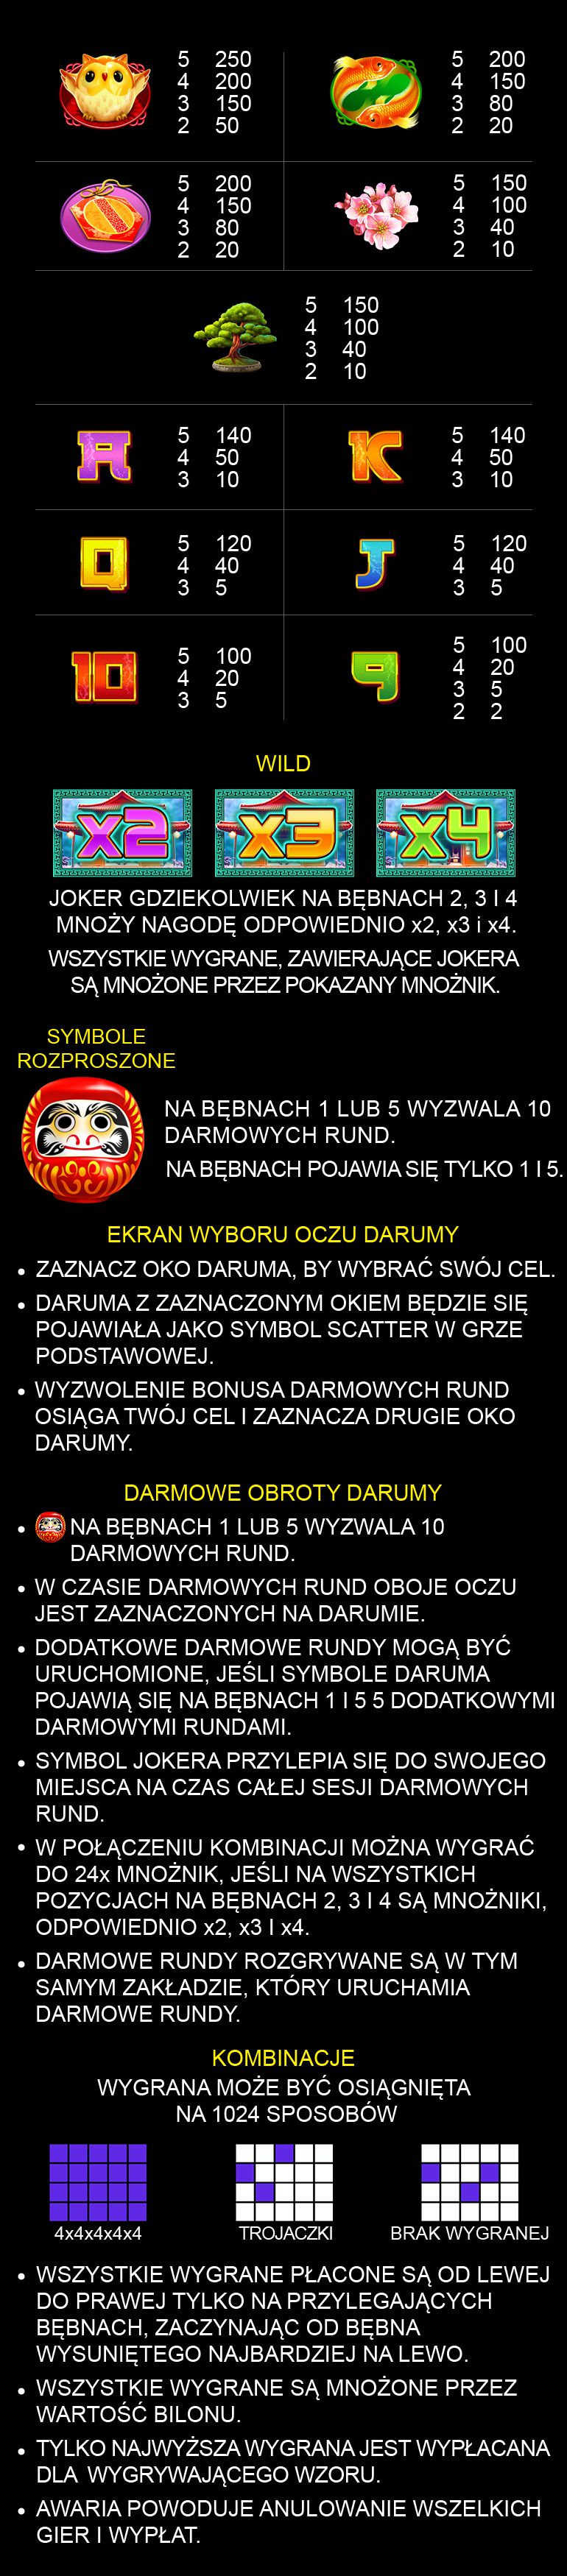 5 250
4 200
3 150
2 50
5 200
4 150
3 80
2 20
5 200
4 150
3 80
2 20
5 150
4 100
3 40
2 10
5 150
4 100
3 40
2 10
A
5 140
4 50
3 10
K
5 140
4 50
3 10
Q
5 120
4 40
3 5
J
5 120
4 40
3 5
10
5 100
4 20
3 5
9
5 100
4 20
3 5
2 2
WILD
x2 x3 x4
JOKER GDZIEKOLWIEK NA BĘBNACH 2, 3 I 4
MNOŻY NAGODĘ ODPOWIEDNIO x2, x3 i x4.
WSZYSTKIE WYGRANE, ZAWIERAJĄCE JOKERA
SĄ MNOŻONE PRZEZ POKAZANY MNOŻNIK.
SYMBOLE
ROZPROSZONE
NA BĘBNACH 1 LUB 5 WYZWALA 10
DARMOWYCH RUND.
NA BĘBNACH POJAWIA SIĘ TYLKO 1 I 5.
EKRAN WYBORU OCZU DARUMY
• ZAZNACZ OKO DARUMA, BY WYBRAĆ SWÓJ CEL.
• DARUMA Z ZAZNACZONYM OKIEM BĘDZIE SIĘ
POJAWIAŁA JAKO SYMBOL SCATTER W GRZE
PODSTAWOWEJ.
• WYZWOLENIE BONUSA DARMOWYCH RUND
OSIĄGA TWÓJ CEL I ZAZNACZA DRUGIE OKO
DARUMY.
DARMOWE OBROTY DARUMY
• NA BĘBNACH 1 LUB 5 WYZWALA 10
DARMOWYCH RUND.
• W CZASIE DARMOWYCH RUND OBOJE OCZU
JEST ZAZNACZONYCH NA DARUMIE.
• DODATKOWE DARMOWE RUNDY MOGĄ BYĆ
URUCHOMIONE, JEŚLI SYMBOLE DARUMA
POJAWIĄ SIĘ NA BĘBNACH 1 I 5 5 DODATKOWYMI
DARMOWYMI RUNDAMI.
• SYMBOL JOKERA PRZYLEPIA SIĘ DO SWOJEGO
MIEJSCA NA CZAS CAŁEJ SESJI DARMOWYCH
RUND.
• W POŁĄCZENIU KOMBINACJI MOŻNA WYGRAĆ
DO 24x MNOŻNIK, JEŚLI NA WSZYSTKICH
POZYCJACH NA BĘBNACH 2, 3 I 4 SĄ MNOŻNIKI,
ODPOWIEDNIO x2, x3 I x4.
• DARMOWE RUNDY ROZGRYWANE SĄ W TYM
SAMYM ZAKŁADZIE, KTÓRY URUCHAMIA
DARMOWE RUNDY.
KOMBINACJE
WYGRANA MOŻE BYĆ OSIĄGNIĘTA
NA 1024 SPOSOBÓW
4x4x4x4x4 TROJACZKI BRAK WYGRANEJ
• WSZYSTKIE WYGRANE PŁACONE SĄ OD LEWEJ
DO PRAWEJ TYLKO NA PRZYLEGAJĄCYCH
BĘBNACH, ZACZYNAJĄC OD BĘBNA
WYSUNIĘTEGO NAJBARDZIEJ NA LEWO.
• WSZYSTKIE WYGRANE SĄ MNOŻONE PRZEZ
WARTOŚĆ BILONU.
• TYLKO NAJWYŻSZA WYGRANA JEST WYPŁACANA
DLA WYGRYWAJĄCEGO WZORU.
• AWARIA POWODUJE ANULOWANIE WSZELKICH
GIER I WYPŁAT.